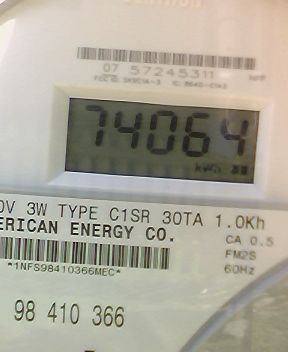 07 57245311
74064
kWh
0V 3W TYPE C1SR 30TA 1.0Kh
ERICAN ENERGY CO.
CA 0.5
FM2S
60Hz
*1NFS98410366MEC*
98 410 366